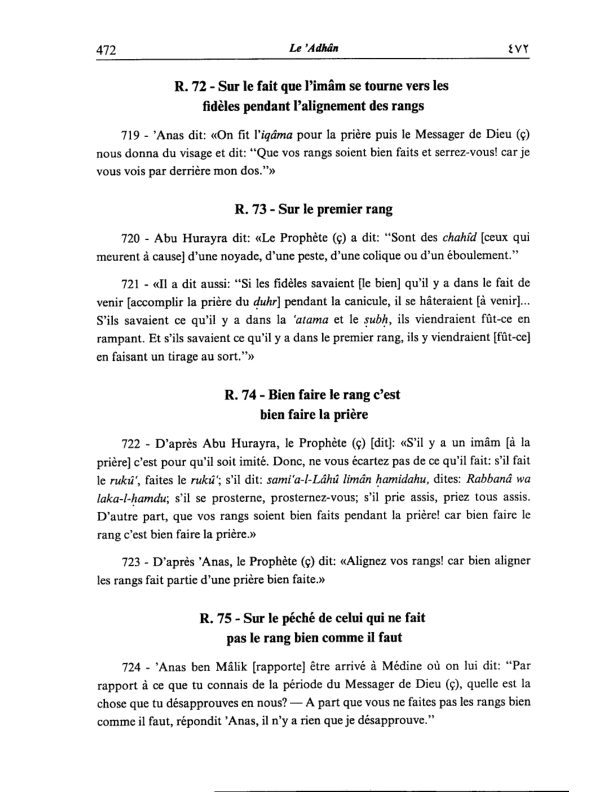 472 Le 'Adhân ٤٧٢
R. 72 - Sur le fait que l'imâm se tourne vers les
fidèles pendant l'alignement des rangs
719 - 'Anas dit: «On fit l'iqâma pour la prière puis le Messager de Dieu (ç)
nous donna du visage et dit: “Que vos rangs soient bien faits et serrez-vous! car je
vous vois par derrière mon dos.”»
R. 73 - Sur le premier rang
720 - Abu Hurayra dit: «Le Prophète (ç) a dit: “Sont des chahîd [ceux qui
meurent à cause] d'une noyade, d'une peste, d'une colique ou d'un éboulement.”
721 - «Il a dit aussi: “Si les fidèles savaient [le bien] qu'il y a dans le fait de
venir [accomplir la prière du ḍuhr] pendant la canicule, il se hâteraient [à venir]...
S'ils savaient ce qu'il y a dans la 'atama et le ṣubḥ, ils viendraient fût-ce en
rampant. Et s'ils savaient ce qu'il y a dans le premier rang, ils y viendraient [fût-ce]
en faisant un tirage au sort.”»
R. 74 - Bien faire le rang c'est
bien faire la prière
722 - D'après Abu Hurayra, le Prophète (ç) [dit]: «S'il y a un imâm [à la
prière] c'est pour qu'il soit imité. Donc, ne vous écartez pas de ce qu'il fait: s'il fait
le rukû', faites le rukû'; s'il dit: sami'a-l-Lâhû limân ḥamidahu, dites: Rabbanâ wa
laka-l-ḥamdu; s'il se prosterne, prosternez-vous; s'il prie assis, priez tous assis.
D'autre part, que vos rangs soient bien faits pendant la prière! car bien faire le
rang c'est bien faire la prière.»
723 - D'après 'Anas, le Prophète (ç) dit: «Alignez vos rangs! car bien aligner
les rangs fait partie d'une prière bien faite.»
R. 75 - Sur le péché de celui qui ne fait
pas le rang bien comme il faut
724 - 'Anas ben Mâlik [rapporte] être arrivé à Médine où on lui dit: “Par
rapport à ce que tu connais de la période du Messager de Dieu (ç), quelle est la
chose que tu désapprouves en nous? — A part que vous ne faites pas les rangs bien
comme il faut, répondit 'Anas, il n'y a rien que je désapprouve.”